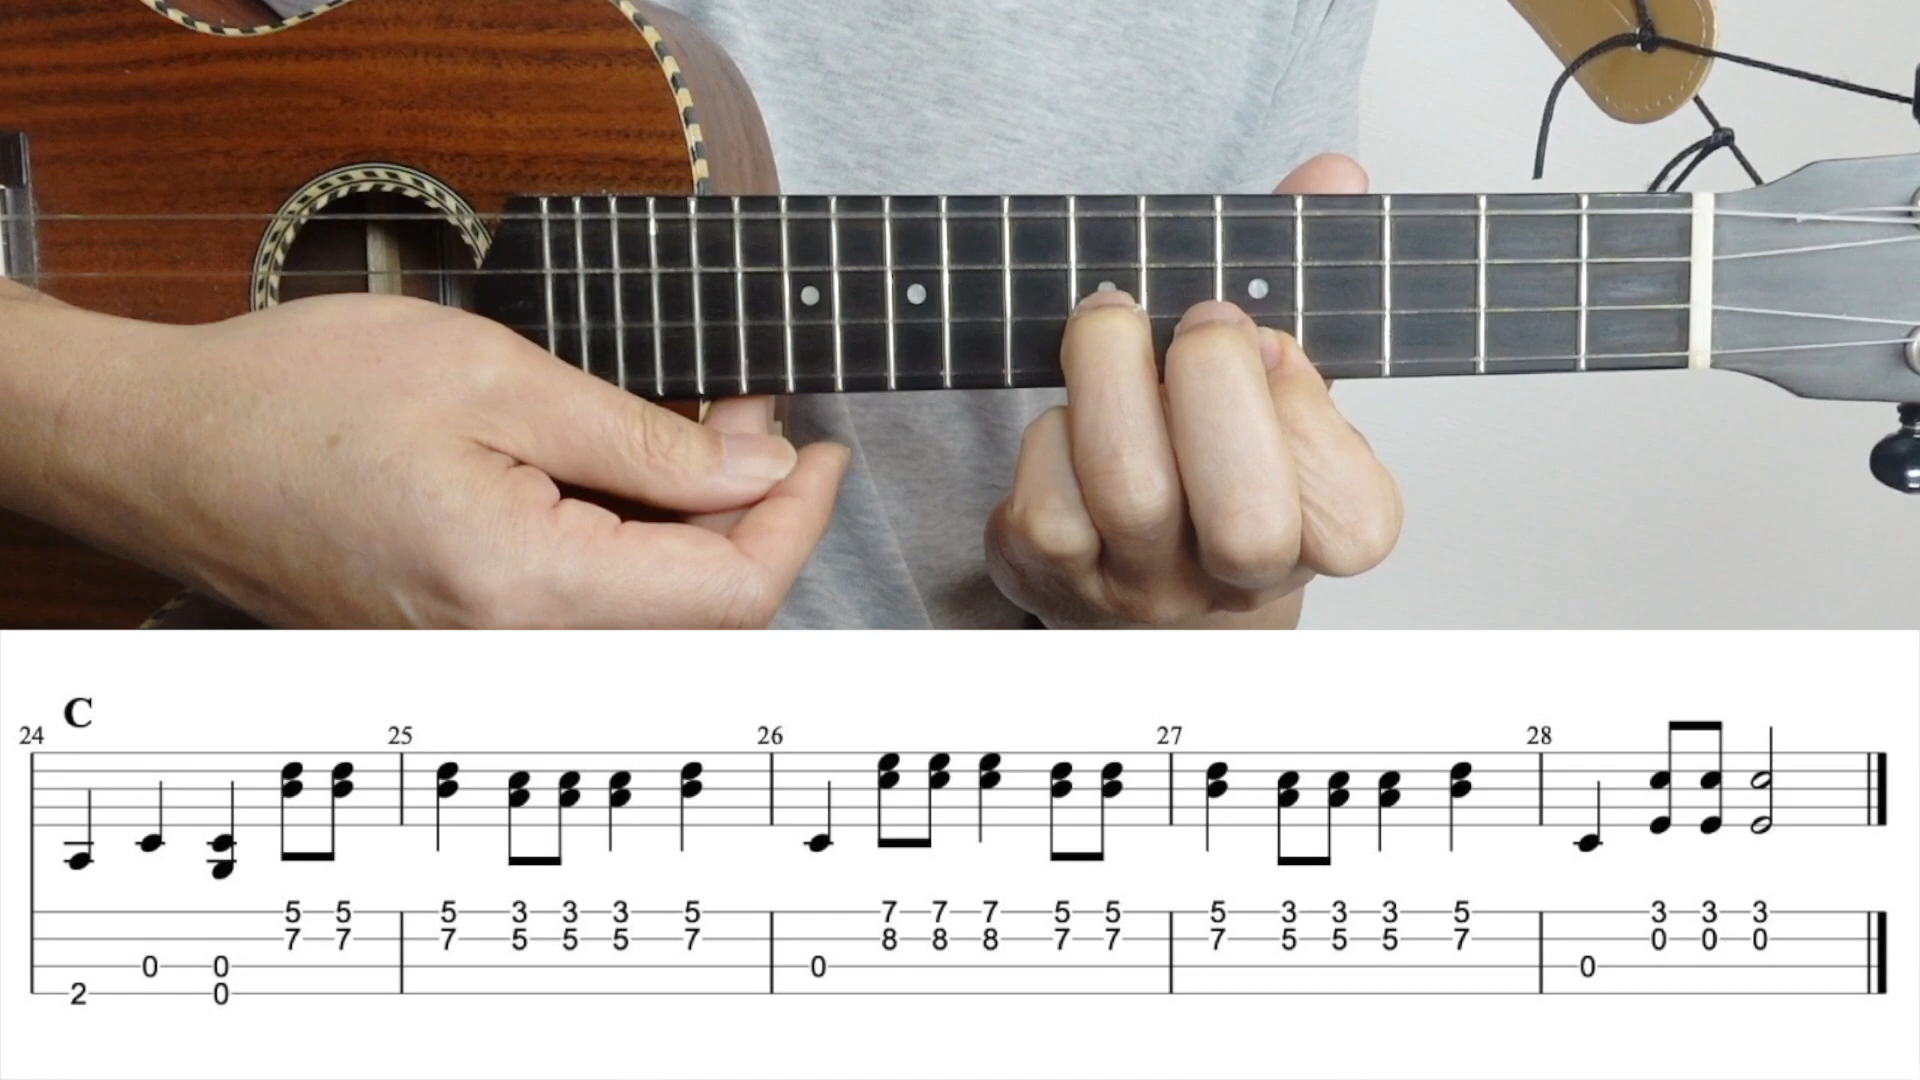 C
24 25 26 27 28
5 5 5 3 3 3 5 7 7 7 5 5 5 3 3 3 5 3 3 3
7 7 7 5 5 5 7 8 8 8 7 7 7 5 5 5 7 0 0 0
0 0 0 0
2 0